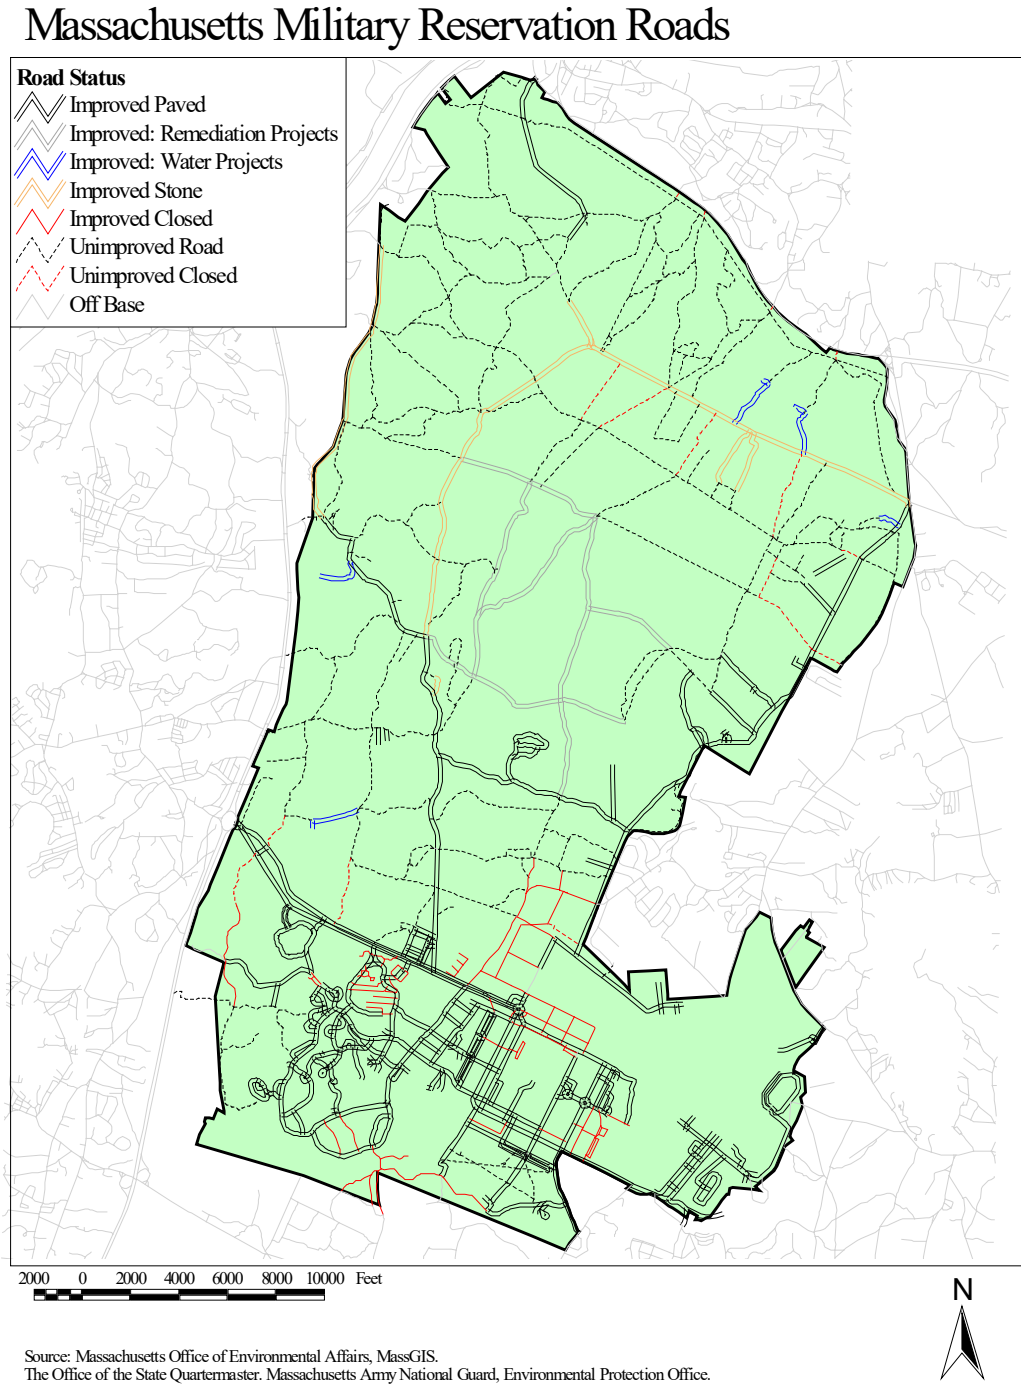 Massachusetts Military Reservation Roads
Road Status
Improved Paved
Improved: Remediation Projects
Improved: Water Projects
Improved Stone
Improved Closed
Unimproved Road
Unimproved Closed
Off Base
2000 0 2000 4000 6000 8000 10000 Feet
N
Source: Massachusetts Office of Environmental Affairs, MassGIS.
The Office of the State Quartermaster. Massachusetts Army National Guard, Environmental Protection Office.